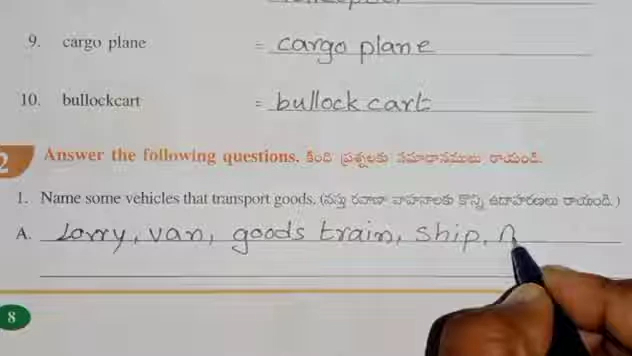 9. cargo plane = cargo plane
10. bullockcart = bullock cart
2 Answer the following questions. కింది ప్రశ్నలకు సమాధానములు రాయండి.
1. Name some vehicles that transport goods. (వస్తు రవాణా వాహనాలకు కొన్ని ఉదాహరణలు రాయండి.)
A. Lorry, van, goods train, ship,
8